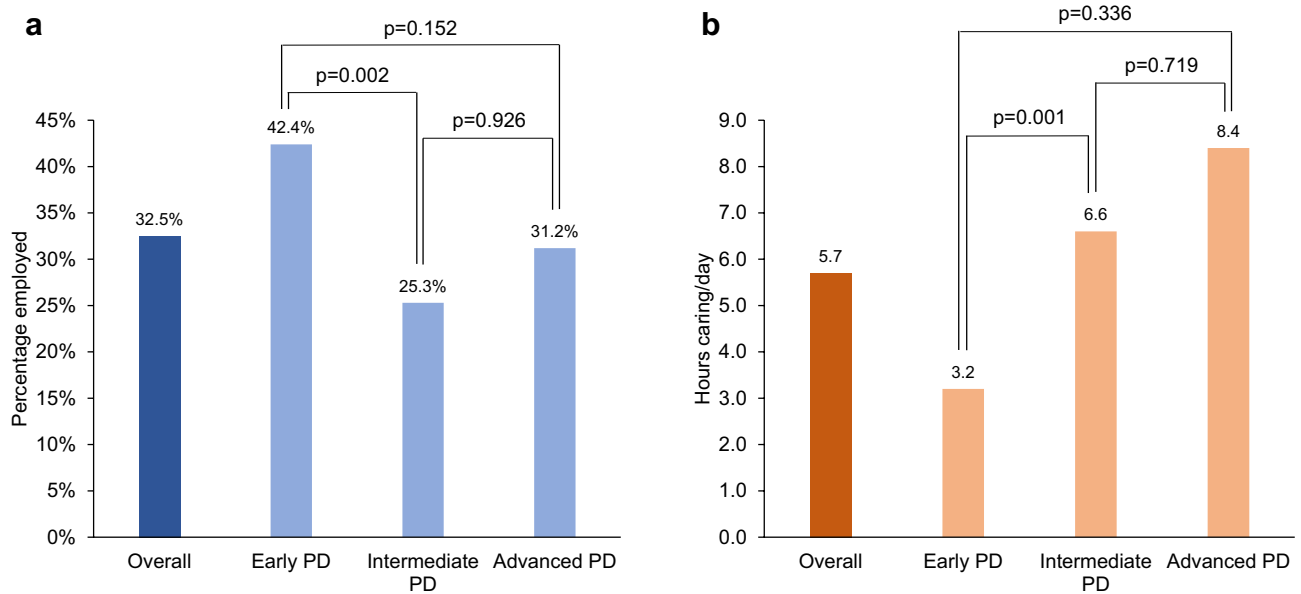 a
p=0.152
p=0.002
p=0.926
45%
40%
35%
30%
25%
20%
15%
10%
5%
0%
Percentage employed
32.5%
42.4%
25.3%
31.2%
Overall
Early PD
Intermediate
PD
Advanced PD
b
p=0.336
p=0.719
p=0.001
9.0
8.0
7.0
6.0
5.0
4.0
3.0
2.0
1.0
0.0
Hours caring/day
5.7
3.2
6.6
8.4
Overall
Early PD
Intermediate
PD
Advanced PD